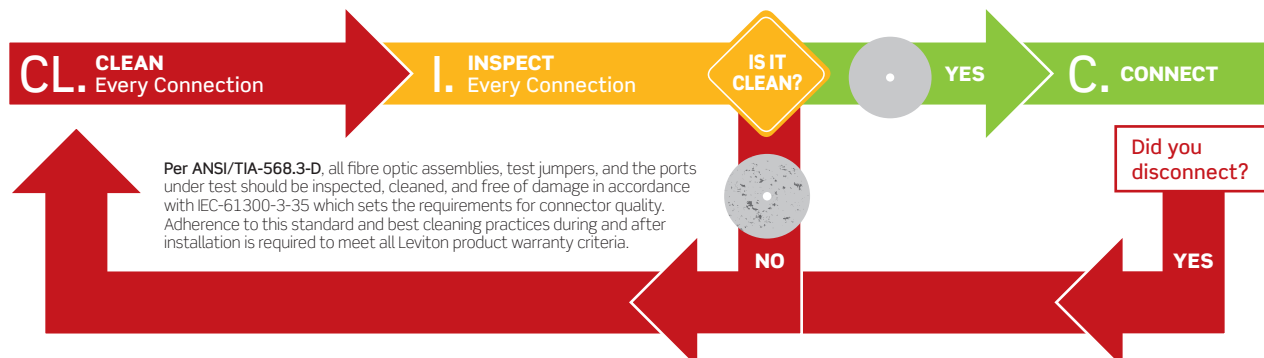 CL. CLEAN
Every Connection
I. INSPECT
Every Connection
IS IT
CLEAN?
YES
C. CONNECT
Did you
disconnect?
Per ANSI/TIA-568.3-D, all fibre optic assemblies, test jumpers, and the ports
under test should be inspected, cleaned, and free of damage in accordance
with IEC-61300-3-35 which sets the requirements for connector quality.
Adherence to this standard and best cleaning practices during and after
installation is required to meet all Leviton product warranty criteria.
NO
YES